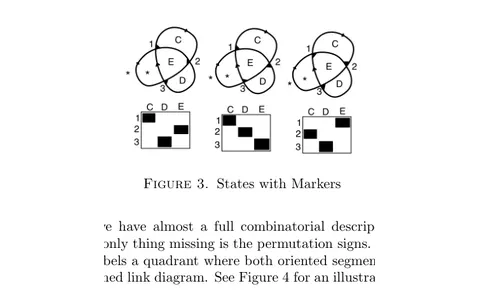 C
1
E
2
* *
D
3
C
1
E
2
* *
D
3
C
1
E
2
* *
D
3
C D E
1
2
3
C D E
1
2
3
C D E
1
2
3
FIGURE 3. States with Markers
ve have almost a full combinatorial descrip
only thing missing is the permutation signs.
bels a quadrant where both oriented segmen
ned link diagram. See Figure 4 for an illustra